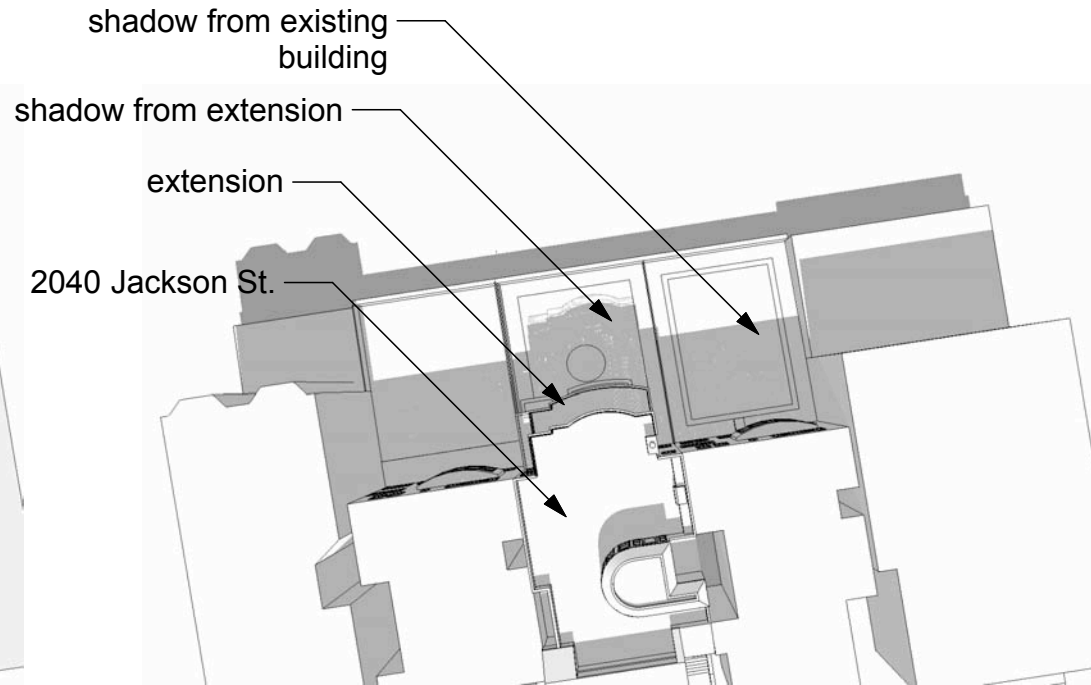 shadow from existing
building
shadow from extension
extension
2040 Jackson St.